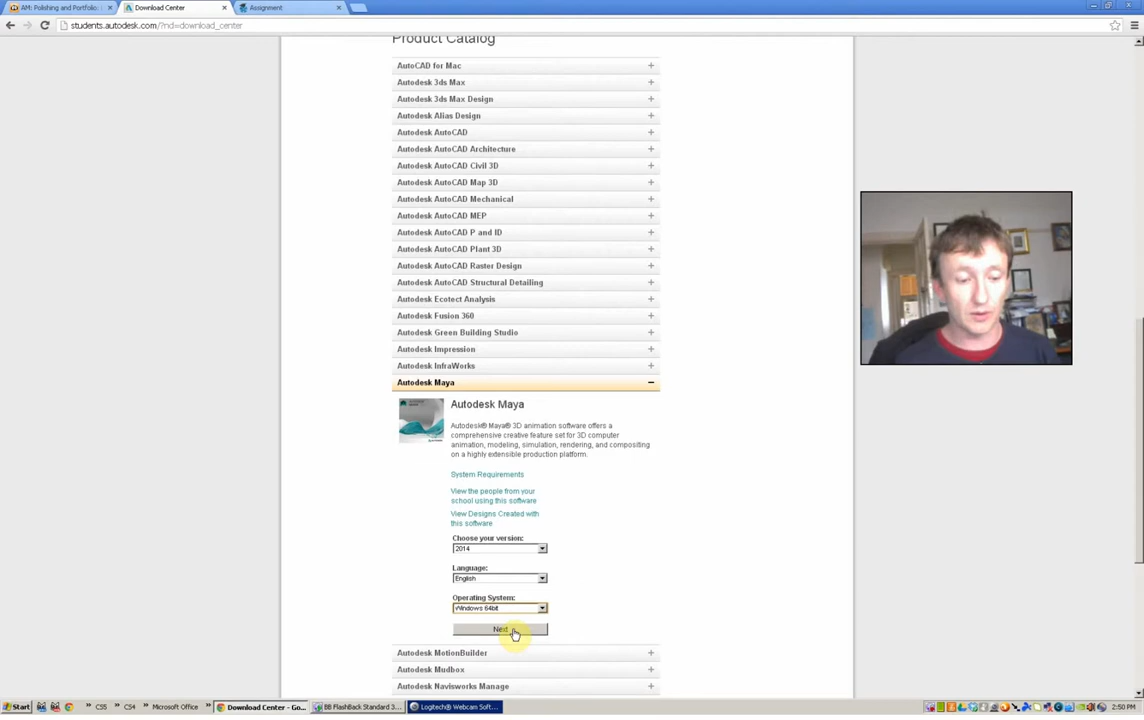 AM: Polishing and Portfolio:
Download Center
Assignment
students.autodesk.com/?nd=download_center
Product Catalog
AutoCAD for Mac
Autodesk 3ds Max
Autodesk 3ds Max Design
Autodesk Alias Design
Autodesk AutoCAD
Autodesk AutoCAD Architecture
Autodesk AutoCAD Civil 3D
Autodesk AutoCAD Map 3D
Autodesk AutoCAD Mechanical
Autodesk AutoCAD MEP
Autodesk AutoCAD P and ID
Autodesk AutoCAD Plant 3D
Autodesk AutoCAD Raster Design
Autodesk AutoCAD Structural Detailing
Autodesk Ecotect Analysis
Autodesk Fusion 360
Autodesk Green Building Studio
Autodesk Impression
Autodesk InfraWorks
Autodesk Maya
Autodesk Maya
Autodesk® Maya® 3D animation software offers a
comprehensive creative feature set for 3D computer
animation, modeling, simulation, rendering, and compositing
on a highly extensible production platform.
System Requirements
View the people from your
school using this software
View Designs Created with
this software
Choose your version:
2014
Language:
English
Operating System:
Windows 64bit
Next
Autodesk MotionBuilder
Autodesk Mudbox
Autodesk Navisworks Manage
Start
» CS5 » CS4 » Microsoft Office »
Download Center - Go...
BB FlashBack Standard 3...
Logitech® Webcam Soft...
2:50 PM